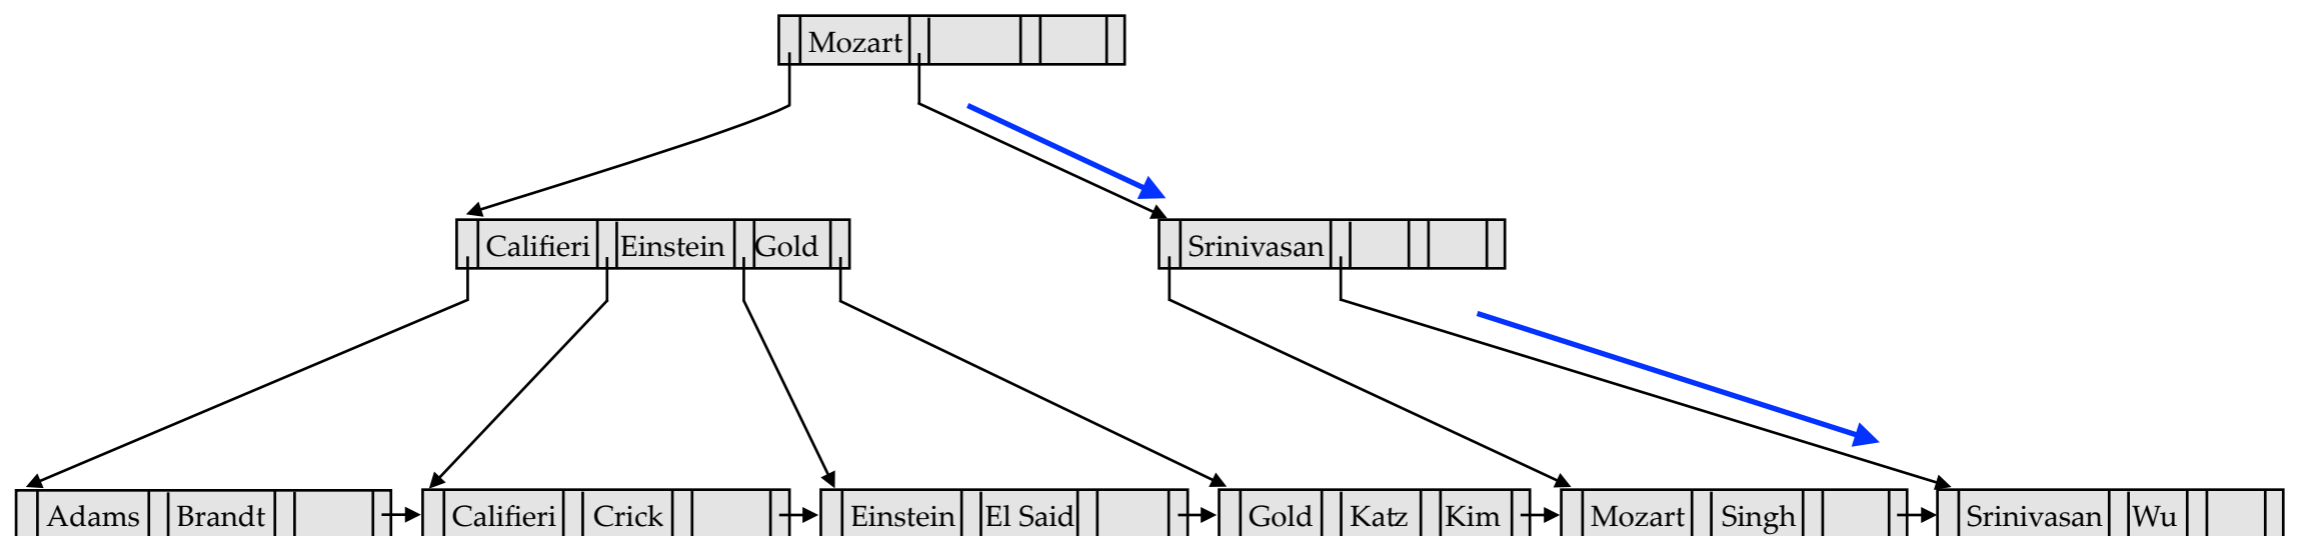 Mozart
Califieri Einstein Gold Srinivasan
Adams Brandt Califieri Crick Einstein El Said Gold Katz Kim Mozart Singh Srinivasan Wu